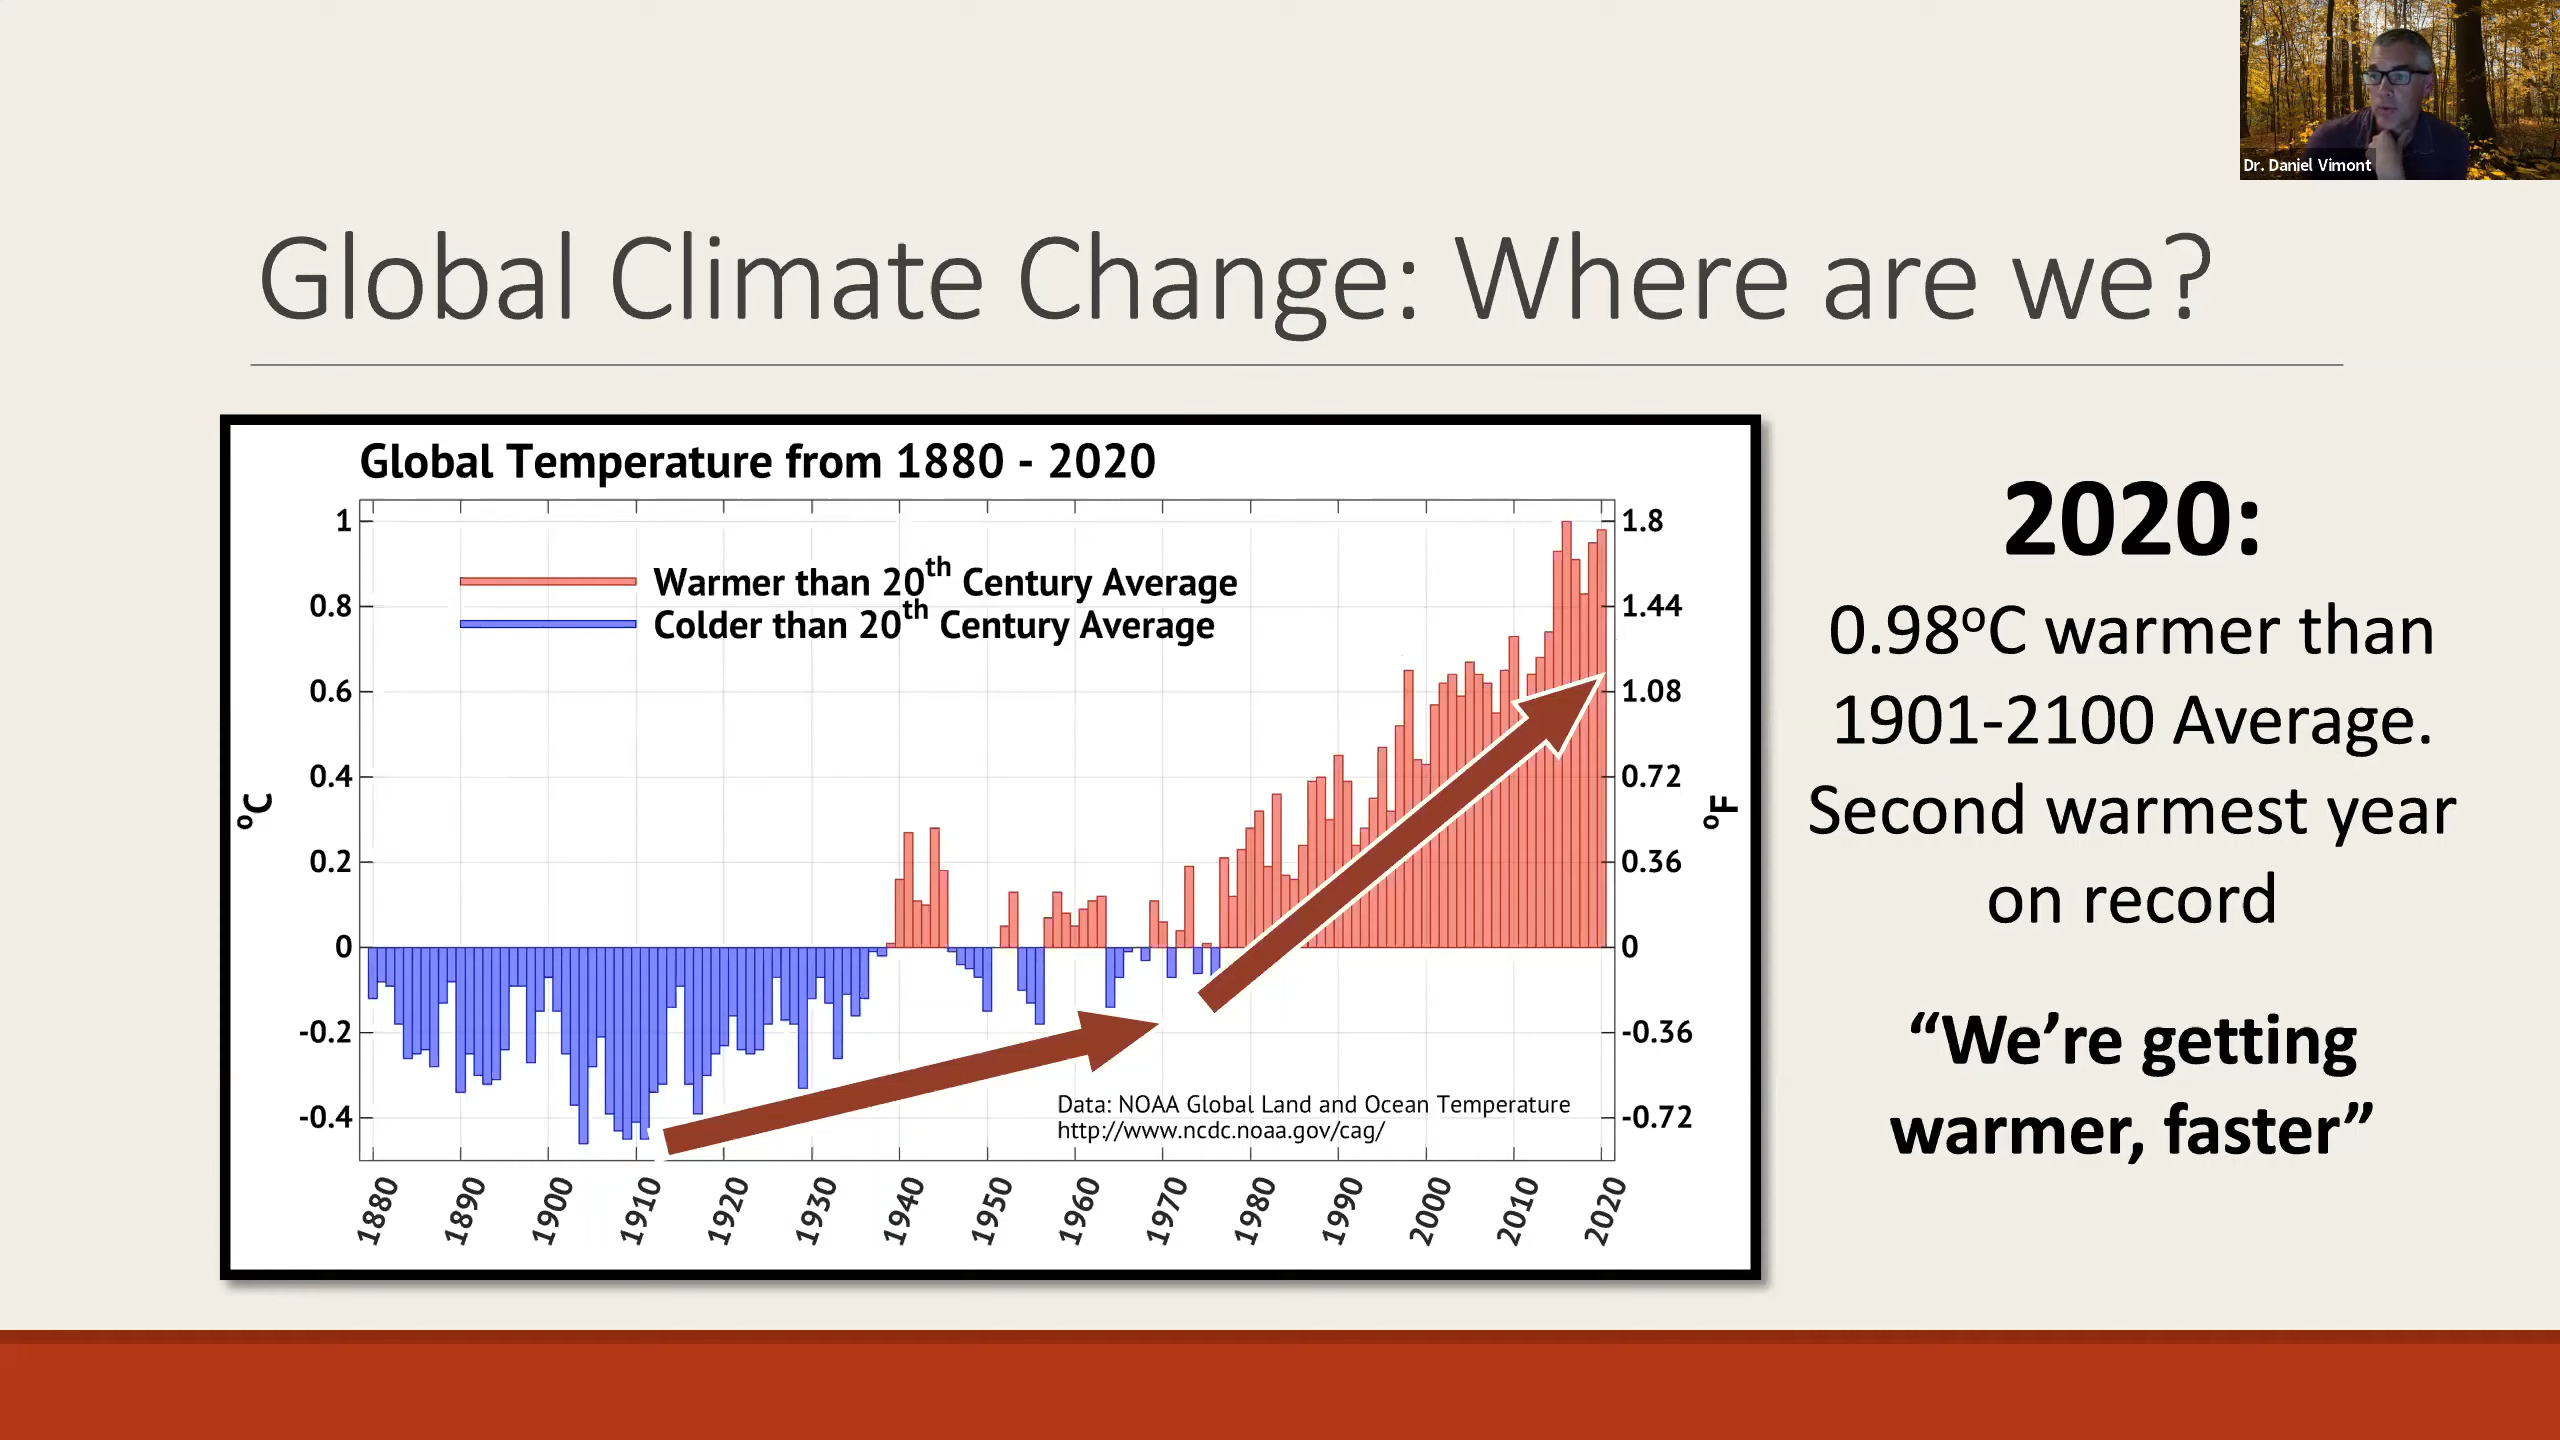 Dr. Daniel Vimont
Global Climate Change: Where are we?
Global Temperature from 1880 - 2020
1
0.8
0.6
0.4
0.2
0
-0.2
-0.4
°C
Warmer than 20th Century Average
Colder than 20th Century Average
1.8
1.44
1.08
0.72
0.36
0
-0.36
-0.72
°F
Data: NOAA Global Land and Ocean Temperature
http://www.ncdc.noaa.gov/cag/
1880 1890 1900 1910 1920 1930 1940 1950 1960 1970 1980 1990 2000 2010 2020
2020:
0.98°C warmer than
1901-2100 Average.
Second warmest year
on record
“We’re getting
warmer, faster”